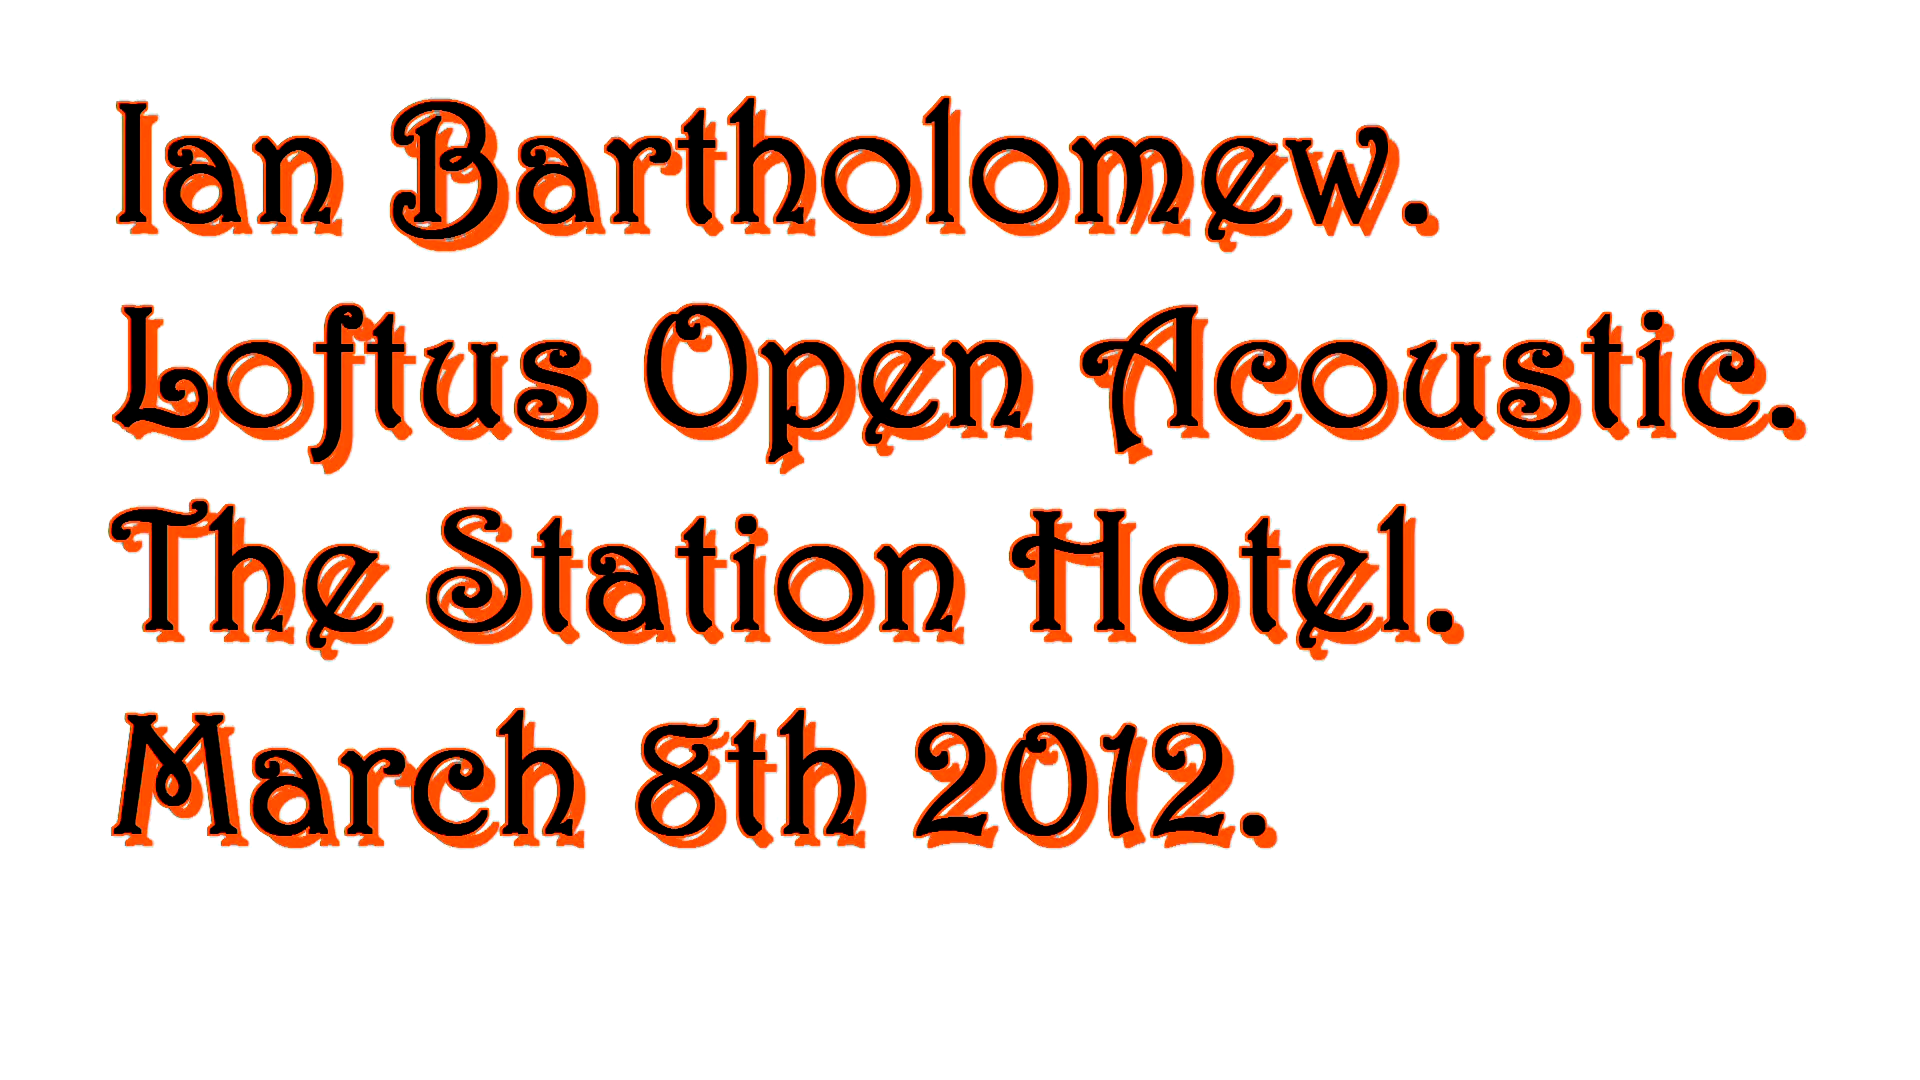 Ian Bartholomew.
Loftus Open Acoustic.
The Station Hotel.
March 8th 2012.